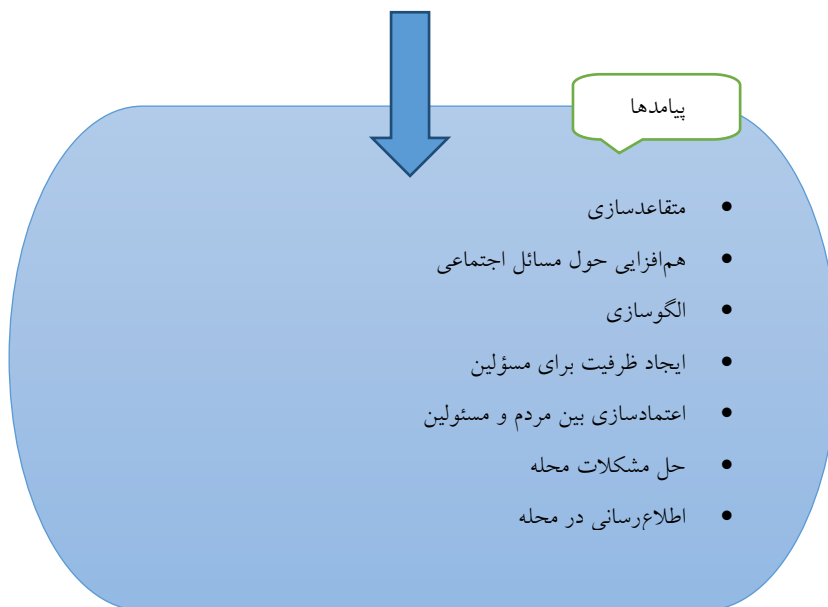 پیامدها
• متقاعدسازی
• هم‌افزایی حول مسائل اجتماعی
• الگوسازی
• ایجاد ظرفیت برای مسؤلین
• اعتمادسازی بین مردم و مسئولین
• حل مشکلات محله
• اطلاع‌رسانی در محله